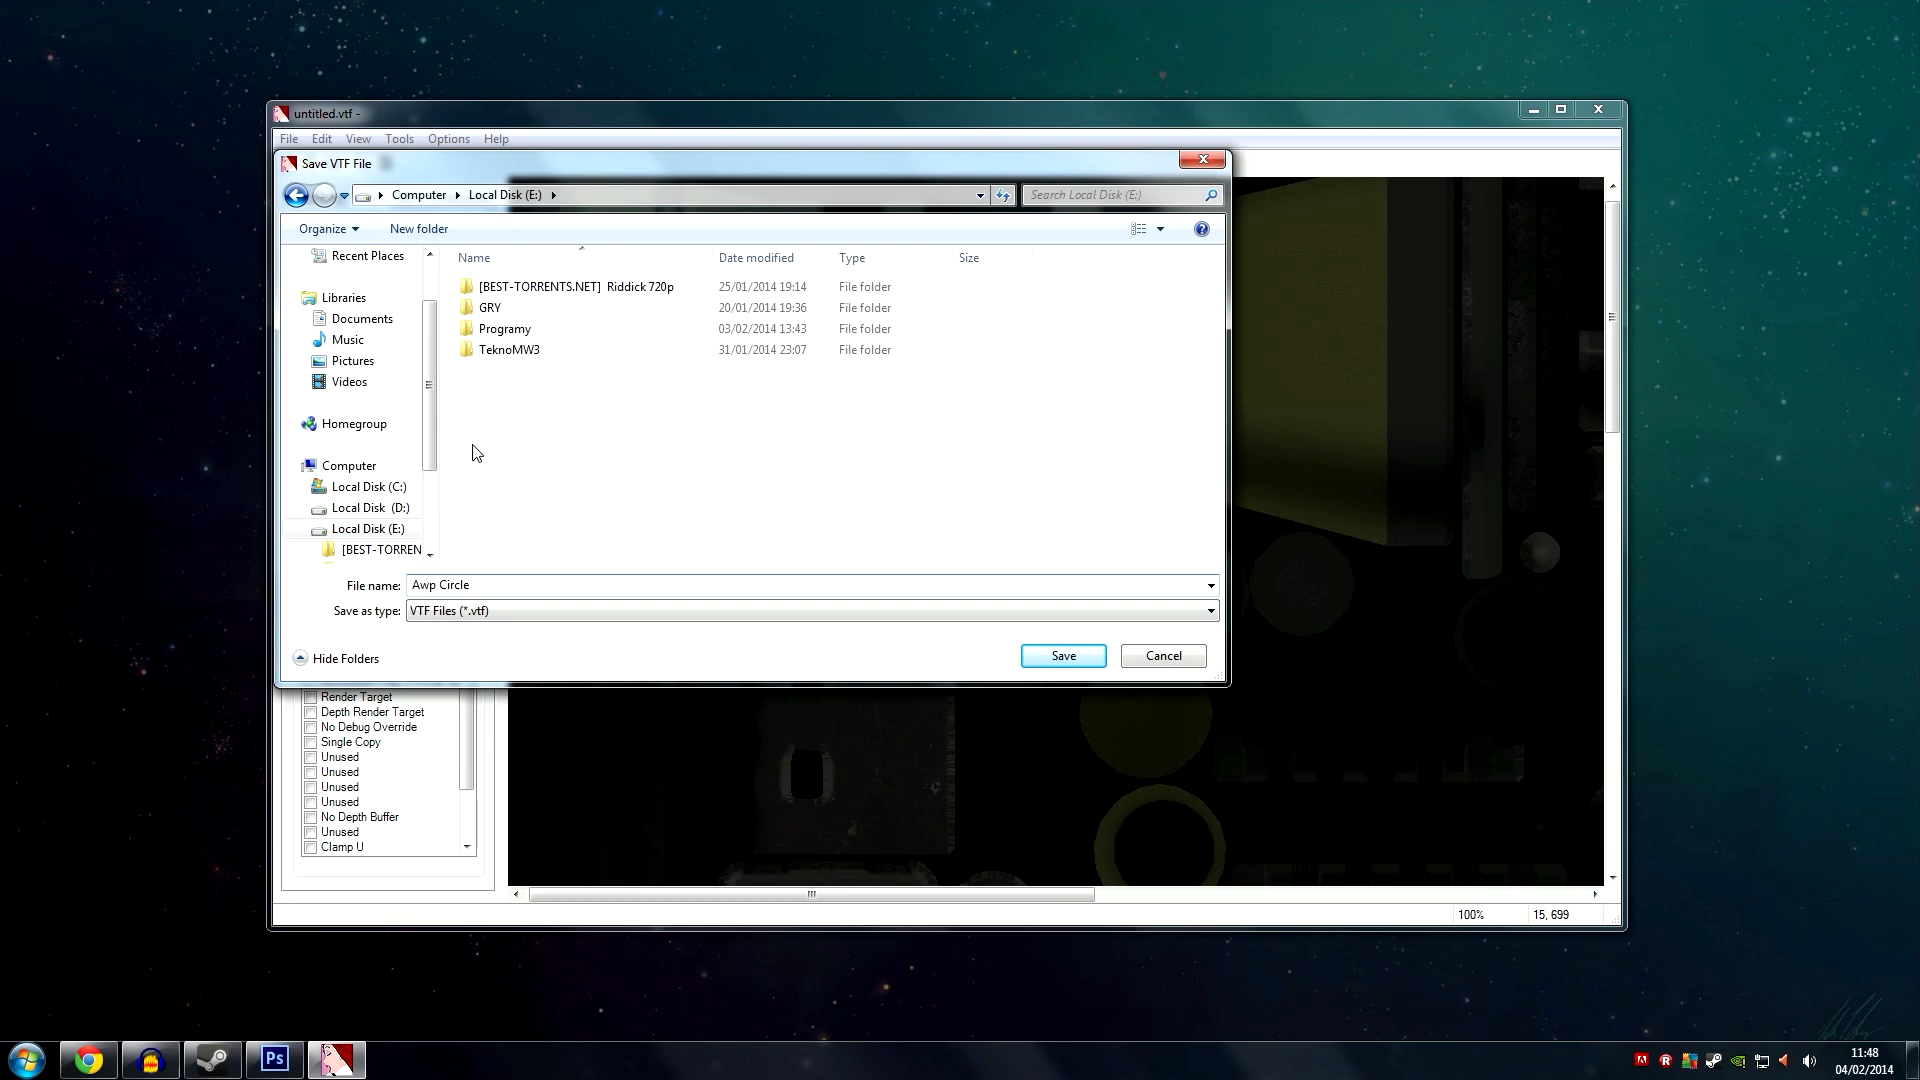 untitled.vtf -
File Edit View Tools Options Help
Save VTF File
Computer Local Disk (E:)
Search Local Disk (E:)
Organize New folder
Recent Places
Libraries
Documents
Music
Pictures
Videos
Homegroup
Computer
Local Disk (C:)
Local Disk (D:)
Local Disk (E:)
[BEST-TORREN
Name Date modified Type Size
[BEST-TORRENTS.NET] Riddick 720p 25/01/2014 19:14 File folder
GRY 20/01/2014 19:36 File folder
Programy 03/02/2014 13:43 File folder
TeknoMW3 31/01/2014 23:07 File folder
File name: Awp Circle
Save as type: VTF Files (*.vtf)
Hide Folders
Save Cancel
Render Target
Depth Render Target
No Debug Override
Single Copy
Unused
Unused
Unused
Unused
No Depth Buffer
Unused
Clamp U
100% 15, 699
Ps
11:48
04/02/2014